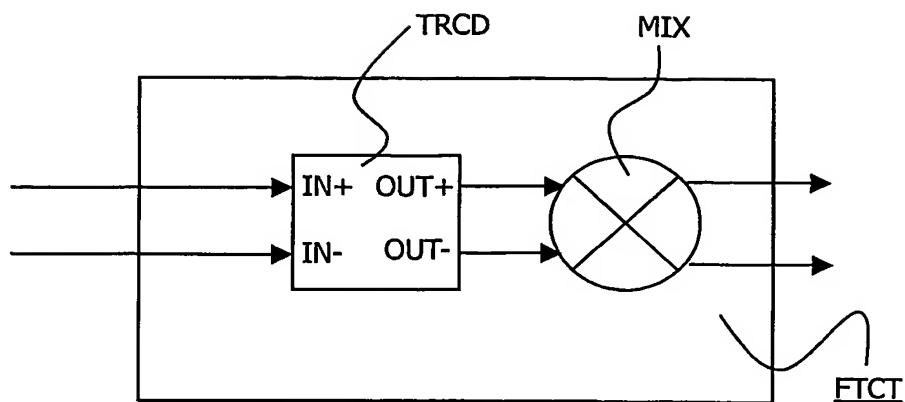 TRCD
MIX
IN+ OUT+
IN- OUT-
FTCT